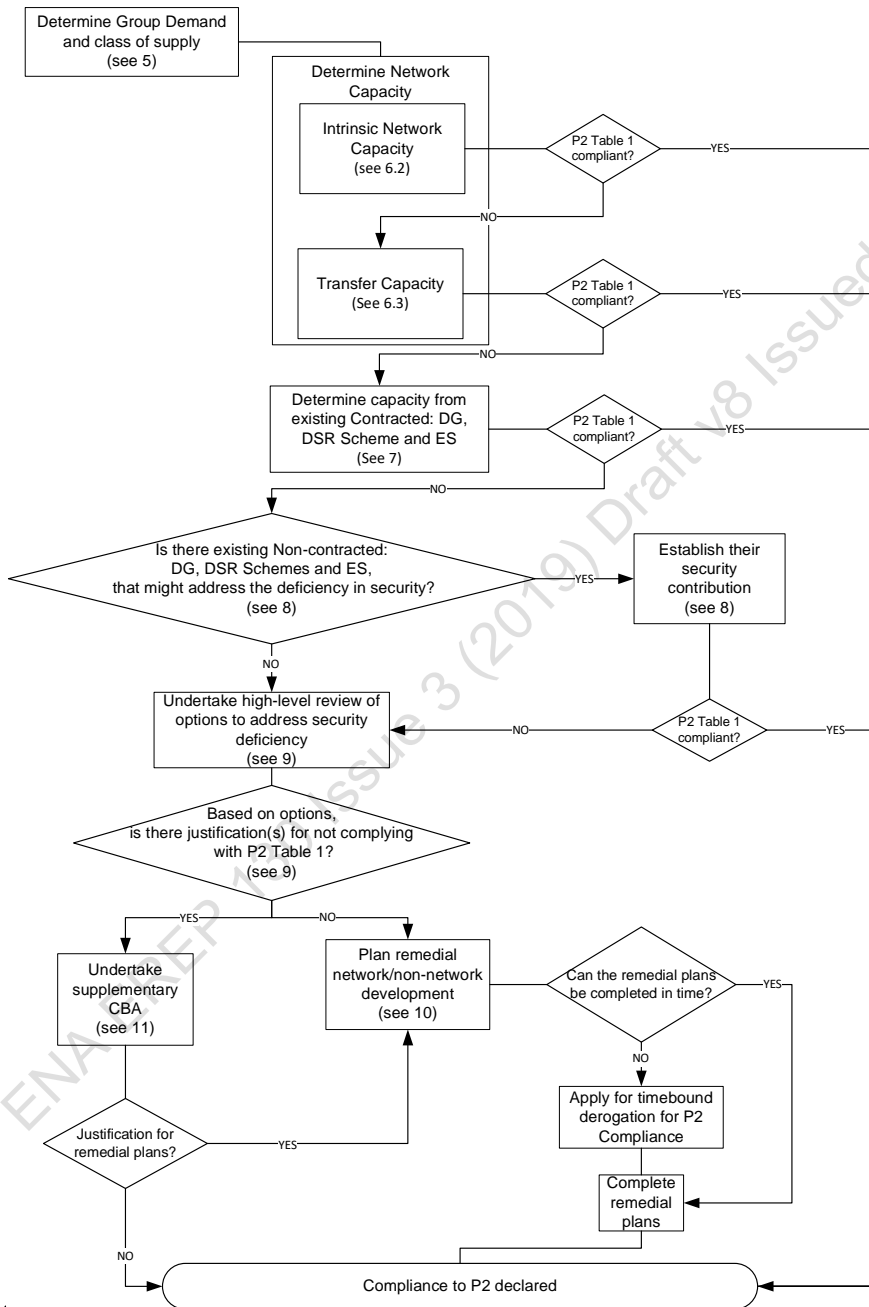 Determine Group Demand
and class of supply
(see 5)
Determine Network
Capacity
Intrinsic Network
Capacity
(see 6.2)
P2 Table 1
compliant?
YES
NO
Transfer Capacity
(See 6.3)
P2 Table 1
compliant?
YES
NO
Determine capacity from
existing Contracted: DG,
DSR Scheme and ES
(See 7)
P2 Table 1
compliant?
YES
NO
Is there existing Non-contracted:
DG, DSR Schemes and ES,
that might address the deficiency in security?
(see 8)
YES
Establish their
security
contribution
(see 8)
NO
Undertake high-level review of
options to address security
deficiency
(see 9)
NO
P2 Table 1
compliant?
YES
Based on options,
is there justification(s) for not complying
with P2 Table 1?
(see 9)
YES
NO
Undertake
supplementary
CBA
(see 11)
Plan remedial
network/non-network
development
(see 10)
Can the remedial plans
be completed in time?
YES
NO
Apply for timebound
derogation for P2
Compliance
Justification for
remedial plans?
YES
Complete
remedial
plans
NO
Compliance to P2 declared
ENA EREP 130 Issue 3 (2019) Draft v8 Issued